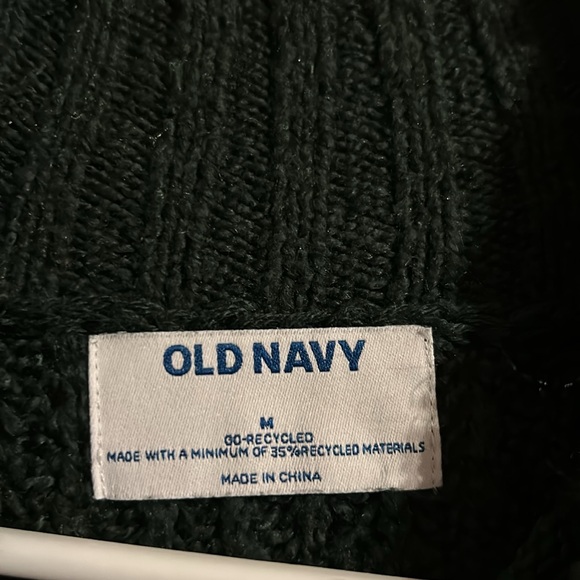 OLD NAVY
M
GO-RECYCLED
MADE WITH A MINIMUM OF 35% RECYCLED MATERIALS
MADE IN CHINA